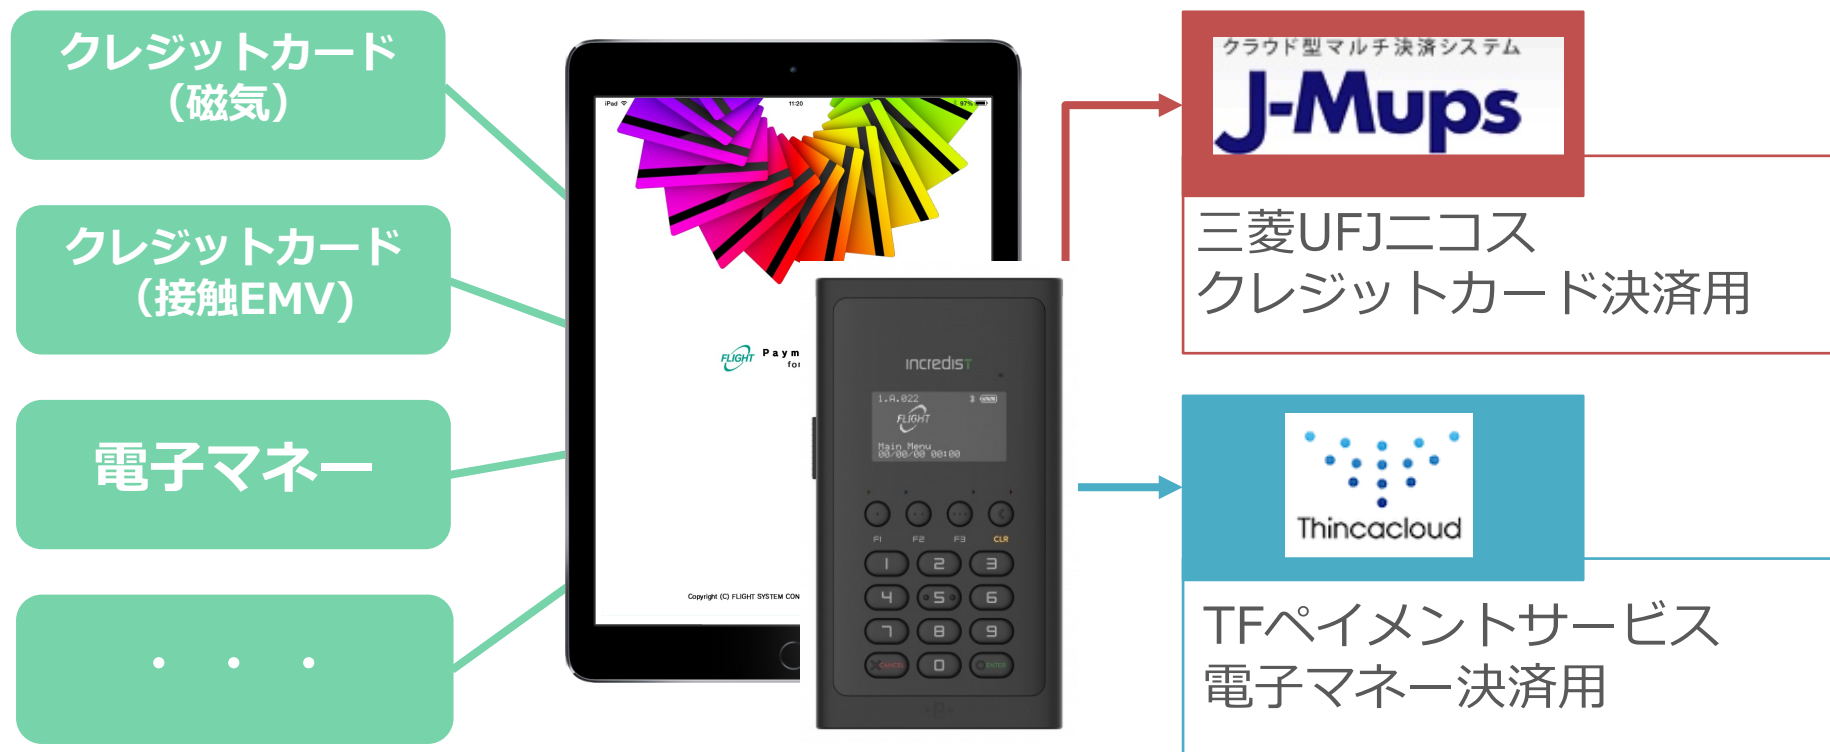 クレジットカード
（磁気）
クレジットカード
（接触EMV)
電子マネー
・ ・ ・
iPad
11:20
97%
FLIGHT
Paym
for
Copyright (C) FLIGHT SYSTEM CON
INCREDIST
1.A.022
FLIGHT
Main Menu
00/00/00 00:00
F1 F2 F3 CLR
1 2 3
4 5 6
7 8 9
CANCEL 0 ENTER
クラウド型マルチ決済システム
J-Mups
三菱UFJニコス
クレジットカード決済用
Thincacloud
TFペイメントサービス
電子マネー決済用